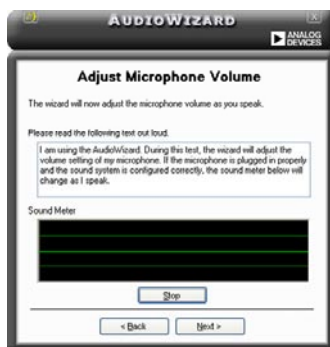 AUDIOWIZARD
ANALOG
DEVICES
Adjust Microphone Volume
The wizard will now adjust the microphone volume as you speak.
Please read the following text out loud.
I am using the AudioWizard. During this test, the wizard will adjust the
volume setting of my microphone. If the microphone is plugged in properly
and the sound system is configured correctly, the sound meter below will
change as I speak.
Sound Meter
Stop
< Back Next >